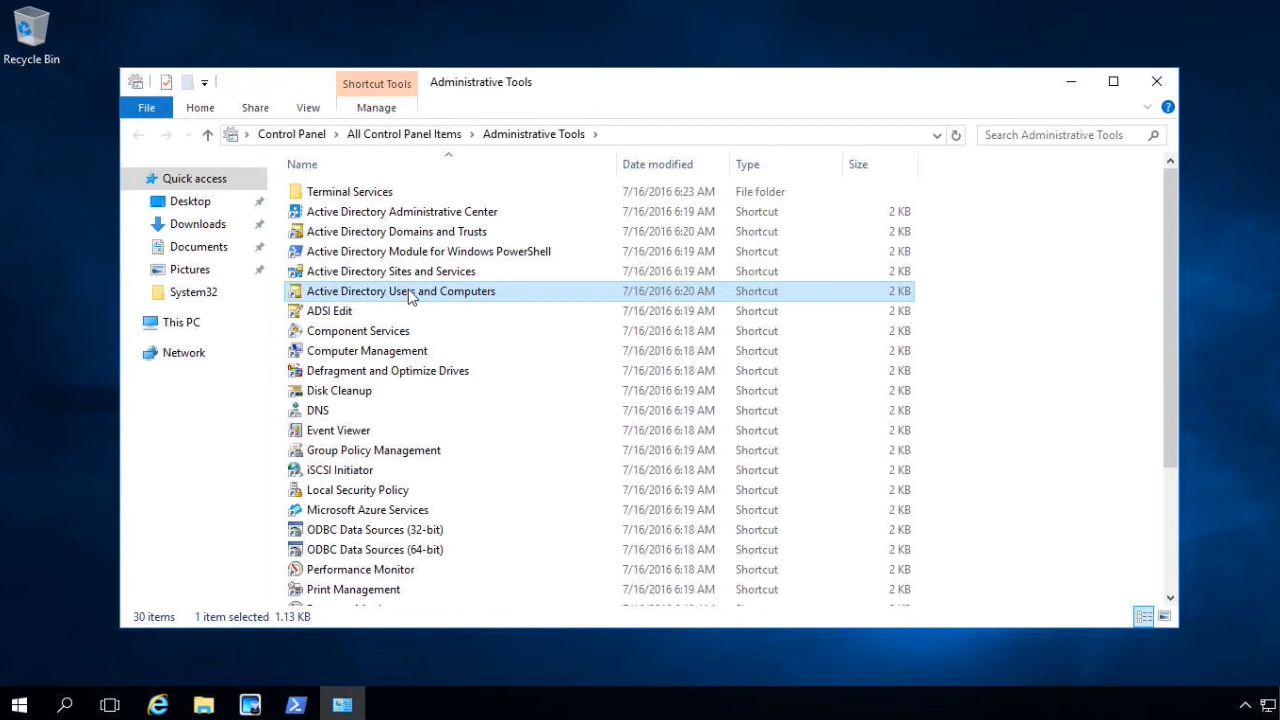 Recycle Bin
Shortcut Tools
Administrative Tools
File
Home
Share
View
Manage
Control Panel
All Control Panel Items
Administrative Tools
Search Administrative Tools
Name
Date modified
Type
Size
Quick access
Desktop
Downloads
Documents
Pictures
System32
This PC
Network
Terminal Services 7/16/2016 6:23 AM File folder
Active Directory Administrative Center 7/16/2016 6:19 AM Shortcut 2 KB
Active Directory Domains and Trusts 7/16/2016 6:20 AM Shortcut 2 KB
Active Directory Module for Windows PowerShell 7/16/2016 6:19 AM Shortcut 2 KB
Active Directory Sites and Services 7/16/2016 6:19 AM Shortcut 2 KB
Active Directory Users and Computers 7/16/2016 6:20 AM Shortcut 2 KB
ADSI Edit 7/16/2016 6:19 AM Shortcut 2 KB
Component Services 7/16/2016 6:18 AM Shortcut 2 KB
Computer Management 7/16/2016 6:18 AM Shortcut 2 KB
Defragment and Optimize Drives 7/16/2016 6:18 AM Shortcut 2 KB
Disk Cleanup 7/16/2016 6:19 AM Shortcut 2 KB
DNS 7/16/2016 6:19 AM Shortcut 2 KB
Event Viewer 7/16/2016 6:18 AM Shortcut 2 KB
Group Policy Management 7/16/2016 6:19 AM Shortcut 2 KB
iSCSI Initiator 7/16/2016 6:18 AM Shortcut 2 KB
Local Security Policy 7/16/2016 6:19 AM Shortcut 2 KB
Microsoft Azure Services 7/16/2016 6:19 AM Shortcut 2 KB
ODBC Data Sources (32-bit) 7/16/2016 6:18 AM Shortcut 2 KB
ODBC Data Sources (64-bit) 7/16/2016 6:18 AM Shortcut 2 KB
Performance Monitor 7/16/2016 6:18 AM Shortcut 2 KB
Print Management 7/16/2016 6:19 AM Shortcut 2 KB
30 items 1 item selected 1.13 KB